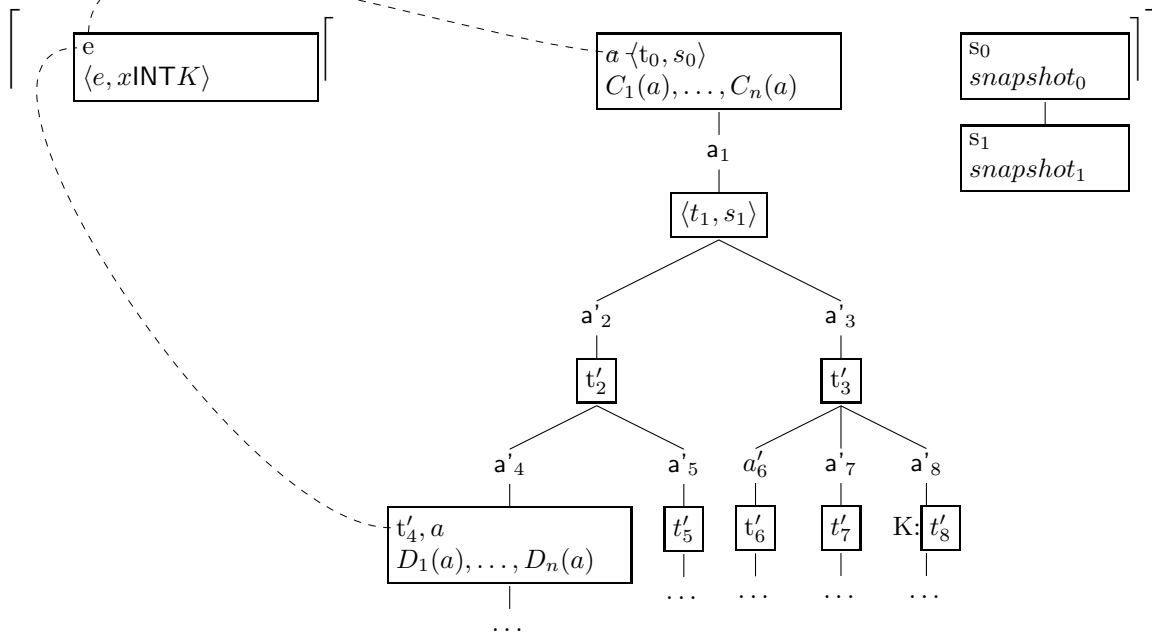 e
⟨e, xINTK⟩
a ⟨t₀, s₀⟩
C₁(a), . . . , Cₙ(a)
s₀
snapshot₀
s₁
snapshot₁
a₁
⟨t₁, s₁⟩
a'₂
a'₃
t′₂
t′₃
a'₄
a'₅
a′₆
a'₇
a'₈
t′₄, a
D₁(a), . . . , Dₙ(a)
t′₅
t′₆
t′₇
K: t′₈
. . .
. . .
. . .
. . .
. . .